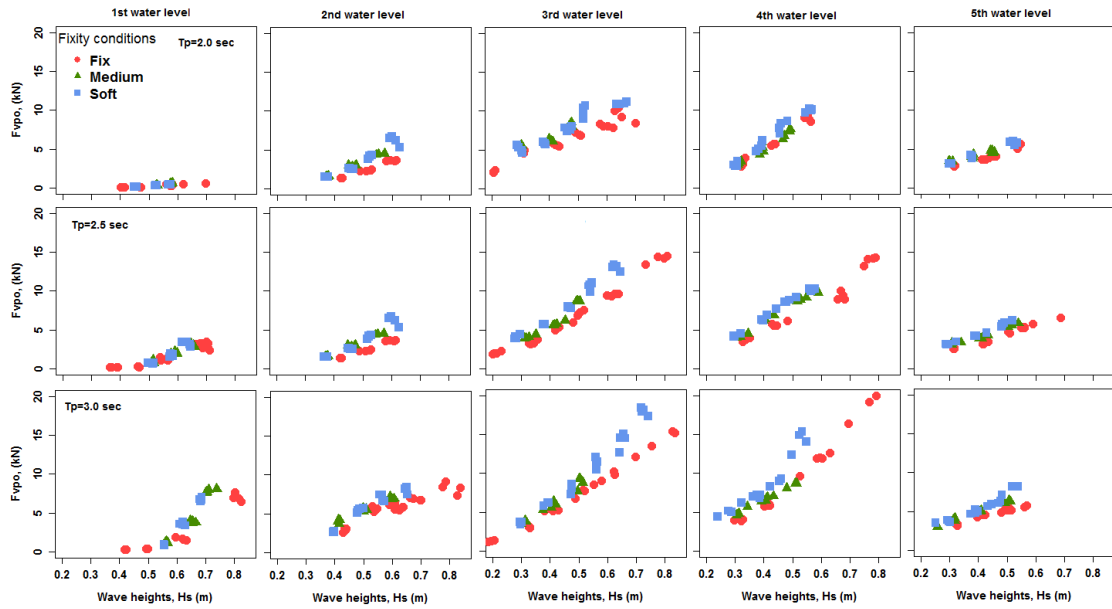 1st water level 2nd water level 3rd water level 4th water level 5th water level
Fixity conditions
Tp=2.0 sec
Fix
Medium
Soft
Fvpo, (kN)
0 5 10 15 20
Tp=2.5 sec
Fvpo, (kN)
0 5 10 15 20
Tp=3.0 sec
Fvpo, (kN)
0 5 10 15 20
0.2 0.3 0.4 0.5 0.6 0.7 0.8 0.2 0.3 0.4 0.5 0.6 0.7 0.8 0.2 0.3 0.4 0.5 0.6 0.7 0.8 0.2 0.3 0.4 0.5 0.6 0.7 0.8 0.2 0.3 0.4 0.5 0.6 0.7 0.8
Wave heights, Hs (m) Wave heights, Hs (m) Wave heights, Hs (m) Wave heights, Hs (m) Wave heights, Hs (m)